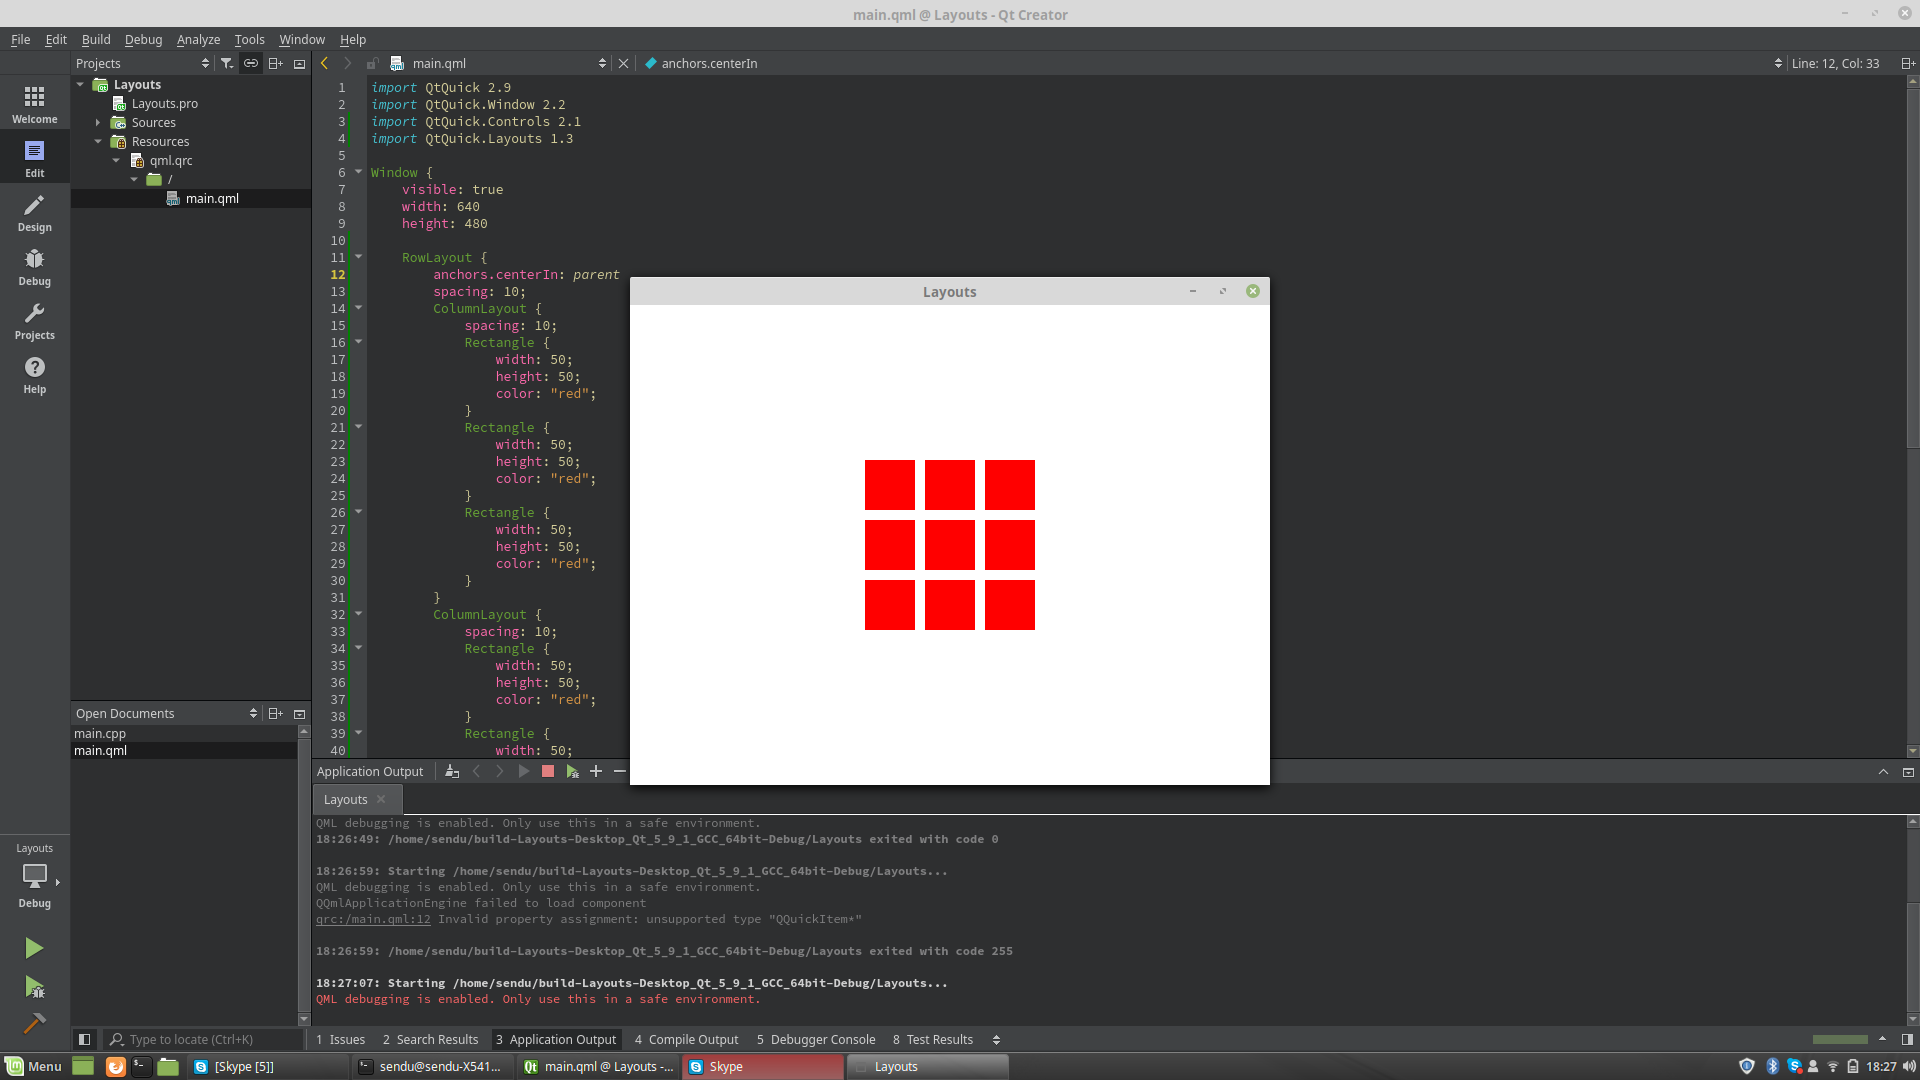 main.qml @ Layouts - Qt Creator
File Edit Build Debug Analyze Tools Window Help
Projects
main.qml
anchors.centerIn
Line: 12, Col: 33
Layouts
Layouts.pro
Sources
Resources
qml.qrc
/
main.qml
Welcome
Edit
Design
Debug
Projects
Help
1 import QtQuick 2.9
2 import QtQuick.Window 2.2
3 import QtQuick.Controls 2.1
4 import QtQuick.Layouts 1.3
5
6 Window {
7 visible: true
8 width: 640
9 height: 480
10
11 RowLayout {
12 anchors.centerIn: parent
13 spacing: 10;
14 ColumnLayout {
15 spacing: 10;
16 Rectangle {
17 width: 50;
18 height: 50;
19 color: "red";
20 }
21 Rectangle {
22 width: 50;
23 height: 50;
24 color: "red";
25 }
26 Rectangle {
27 width: 50;
28 height: 50;
29 color: "red";
30 }
31 }
32 ColumnLayout {
33 spacing: 10;
34 Rectangle {
35 width: 50;
36 height: 50;
37 color: "red";
38 }
39 Rectangle {
40 width: 50;
Layouts
Open Documents
main.cpp
main.qml
Application Output
Layouts
QML debugging is enabled. Only use this in a safe environment.
18:26:49: /home/sendu/build-Layouts-Desktop_Qt_5_9_1_GCC_64bit-Debug/Layouts exited with code 0
18:26:59: Starting /home/sendu/build-Layouts-Desktop_Qt_5_9_1_GCC_64bit-Debug/Layouts...
QML debugging is enabled. Only use this in a safe environment.
QQmlApplicationEngine failed to load component
qrc:/main.qml:12 Invalid property assignment: unsupported type "QQuickItem*"
18:26:59: /home/sendu/build-Layouts-Desktop_Qt_5_9_1_GCC_64bit-Debug/Layouts exited with code 255
18:27:07: Starting /home/sendu/build-Layouts-Desktop_Qt_5_9_1_GCC_64bit-Debug/Layouts...
QML debugging is enabled. Only use this in a safe environment.
Layouts
Debug
Type to locate (Ctrl+K)
1 Issues 2 Search Results 3 Application Output 4 Compile Output 5 Debugger Console 8 Test Results
Menu
[Skype [5]]
sendu@sendu-X541...
main.qml @ Layouts -...
Skype
Layouts
18:27